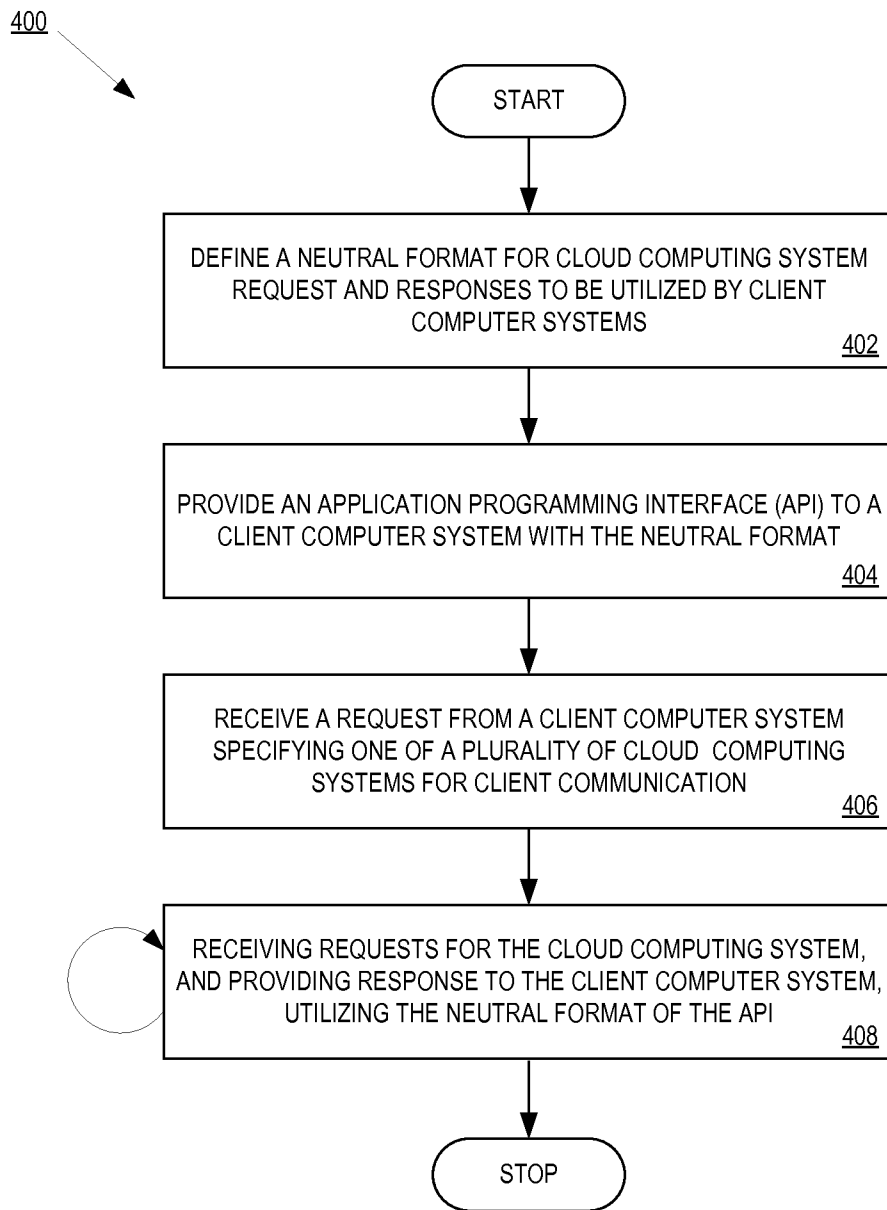 400
START
DEFINE A NEUTRAL FORMAT FOR CLOUD COMPUTING SYSTEM
REQUEST AND RESPONSES TO BE UTILIZED BY CLIENT
COMPUTER SYSTEMS
402
PROVIDE AN APPLICATION PROGRAMMING INTERFACE (API) TO A
CLIENT COMPUTER SYSTEM WITH THE NEUTRAL FORMAT
404
RECEIVE A REQUEST FROM A CLIENT COMPUTER SYSTEM
SPECIFYING ONE OF A PLURALITY OF CLOUD COMPUTING
SYSTEMS FOR CLIENT COMMUNICATION
406
RECEIVING REQUESTS FOR THE CLOUD COMPUTING SYSTEM,
AND PROVIDING RESPONSE TO THE CLIENT COMPUTER SYSTEM,
UTILIZING THE NEUTRAL FORMAT OF THE API
408
STOP